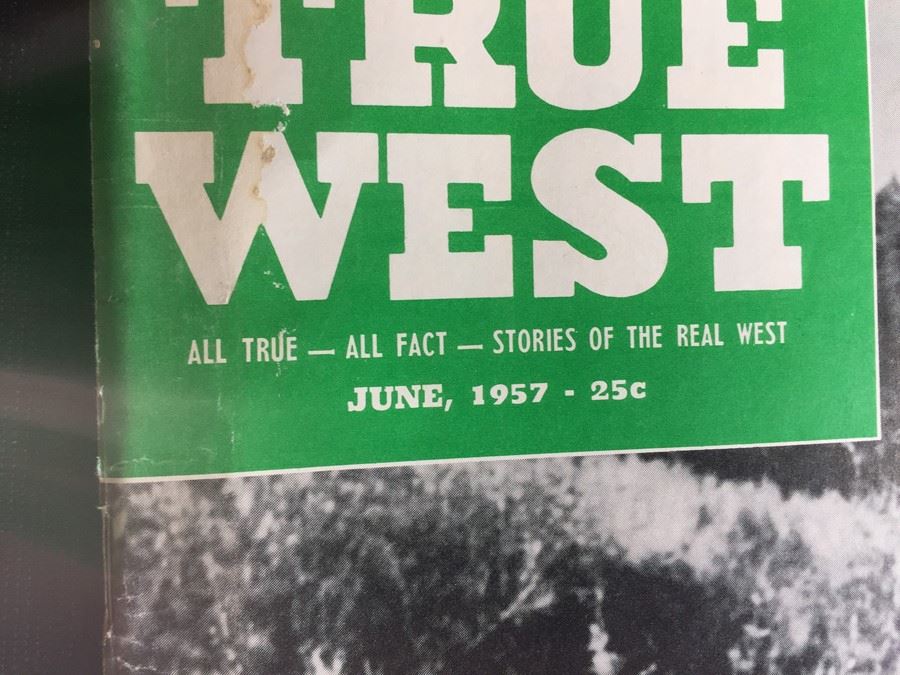 TRUE
WEST
ALL TRUE — ALL FACT — STORIES OF THE REAL WEST
JUNE, 1957 - 25c